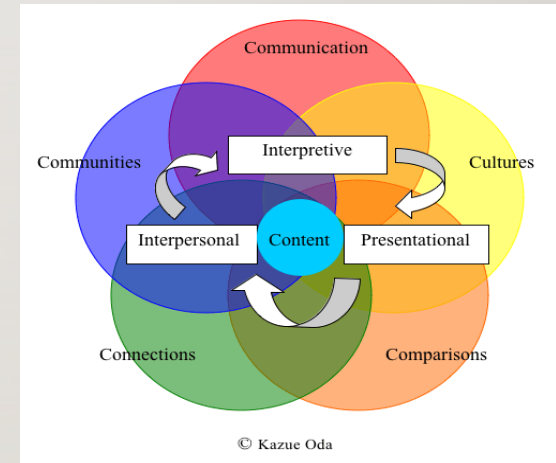 Communication
Interpretive
Communities
Cultures
Interpersonal
Content
Presentational
Connections
Comparisons
© Kazue Oda